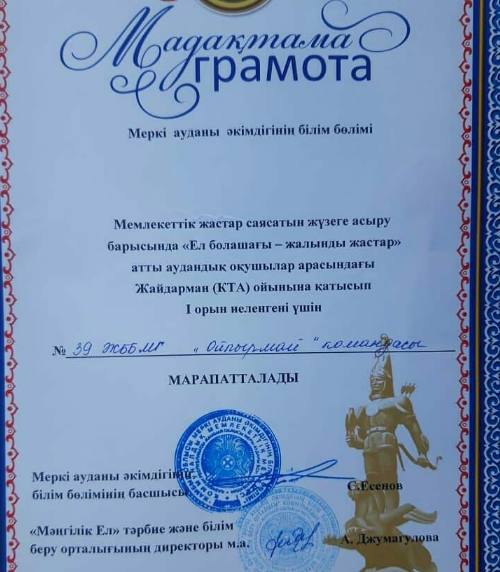 Мадақтама
грамота
Меркі ауданы әкімдігінің білім бөлімі
Мемлекеттік жастар саясатын жүзеге асыру
барысында «Ел болашағы – жалынды жастар»
атты аудандық оқушылар арасындағы
Жайдарман (КТА) ойынына қатысып
I орын иеленгені үшін
№ 39 ЖББМГ „Ойпырмай" командасы
МАРАПАТТАЛАДЫ
Меркі ауданы әкімдігінің
білім бөлімінің басшысы С.Есенов
«Мәңгілік Ел» тәрбие және білім
беру орталығының директоры м.а. А. Джумагулова